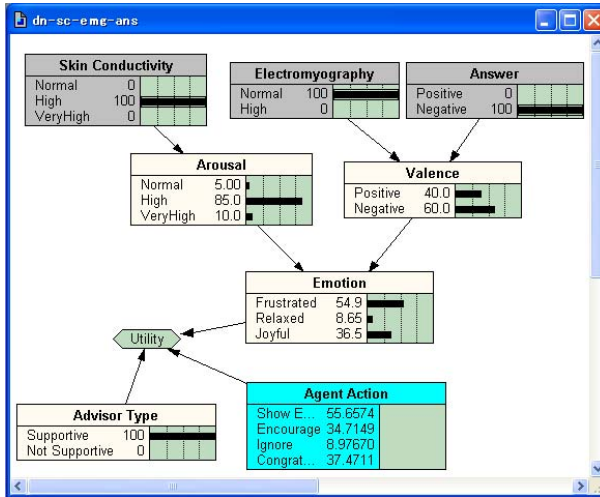 dn-sc-emg-ans
Skin Conductivity
Normal 0
High 100
VeryHigh 0
Electromyography
Normal 100
High 0
Answer
Positive 0
Negative 100
Arousal
Normal 5.00
High 85.0
VeryHigh 10.0
Valence
Positive 40.0
Negative 60.0
Emotion
Frustrated 54.9
Relaxed 8.65
Joyful 36.5
Utility
Agent Action
Show E... 55.6574
Encourage 34.7149
Ignore 8.97670
Congrat... 37.4711
Advisor Type
Supportive 100
Not Supportive 0